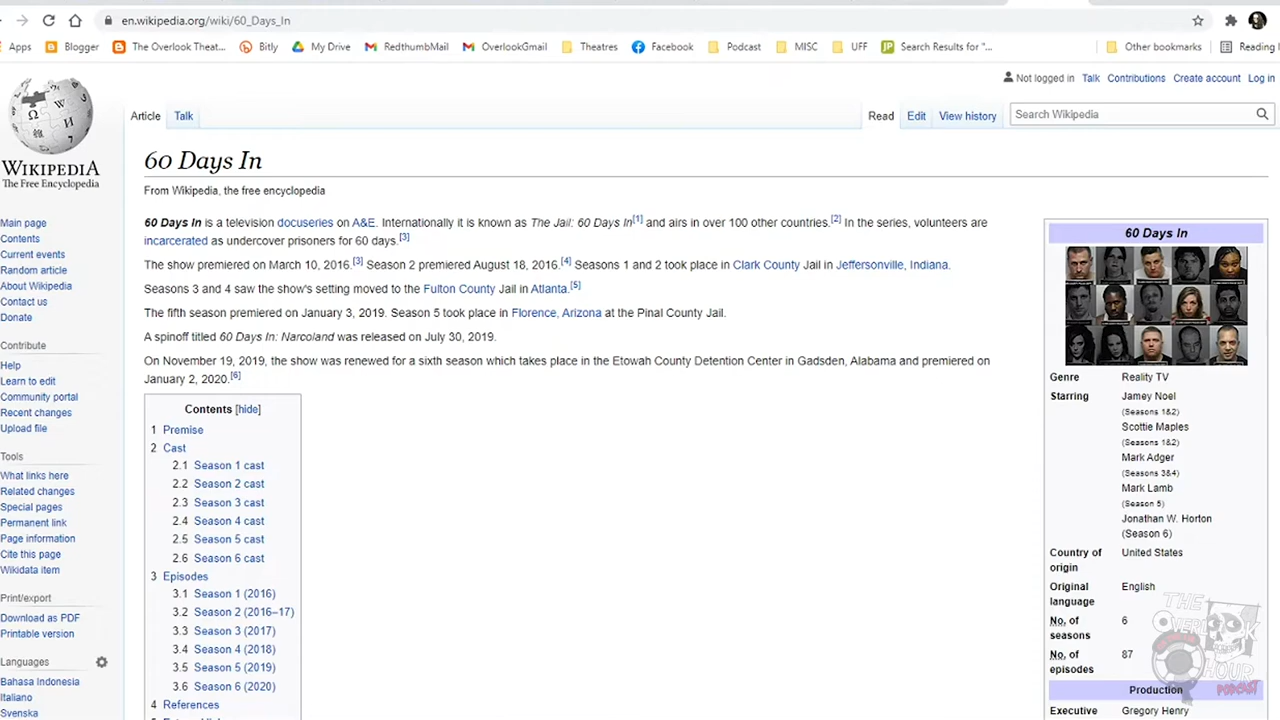 en.wikipedia.org/wiki/60_Days_In
Apps Blogger The Overlook Theat... Bitly My Drive RedthumbMail OverlookGmail Theatres Facebook Podcast MISC UFF Search Results for "... Other bookmarks Reading
Not logged in Talk Contributions Create account Log in
Article Talk Read Edit View history Search Wikipedia
WIKIPEDIA
The Free Encyclopedia
60 Days In
From Wikipedia, the free encyclopedia
60 Days In is a television docuseries on A&E. Internationally it is known as The Jail: 60 Days In[1] and airs in over 100 other countries.[2] In the series, volunteers are
incarcerated as undercover prisoners for 60 days.[3]
The show premiered on March 10, 2016.[3] Season 2 premiered August 18, 2016.[4] Seasons 1 and 2 took place in Clark County Jail in Jeffersonville, Indiana.
Seasons 3 and 4 saw the show's setting moved to the Fulton County Jail in Atlanta.[5]
The fifth season premiered on January 3, 2019. Season 5 took place in Florence, Arizona at the Pinal County Jail.
A spinoff titled 60 Days In: Narcoland was released on July 30, 2019.
On November 19, 2019, the show was renewed for a sixth season which takes place in the Etowah County Detention Center in Gadsden, Alabama and premiered on
January 2, 2020.[6]
Main page
Contents
Current events
Random article
About Wikipedia
Contact us
Donate
Contribute
Help
Learn to edit
Community portal
Recent changes
Upload file
Tools
What links here
Related changes
Special pages
Permanent link
Page information
Cite this page
Wikidata item
Print/export
Download as PDF
Printable version
Languages
Bahasa Indonesia
Italiano
Svenska
Contents [hide]
1 Premise
2 Cast
2.1 Season 1 cast
2.2 Season 2 cast
2.3 Season 3 cast
2.4 Season 4 cast
2.5 Season 5 cast
2.6 Season 6 cast
3 Episodes
3.1 Season 1 (2016)
3.2 Season 2 (2016–17)
3.3 Season 3 (2017)
3.4 Season 4 (2018)
3.5 Season 5 (2019)
3.6 Season 6 (2020)
4 References
60 Days In
Genre Reality TV
Starring Jamey Noel
(Seasons 1&2)
Scottie Maples
(Seasons 1&2)
Mark Adger
(Seasons 3&4)
Mark Lamb
(Season 5)
Jonathan W. Horton
(Season 6)
Country of United States
origin
Original English
language
No. of 6
seasons
No. of 87
episodes
Production
Executive Gregory Henry
THE
OVERLOOK
HOUR
PODCAST